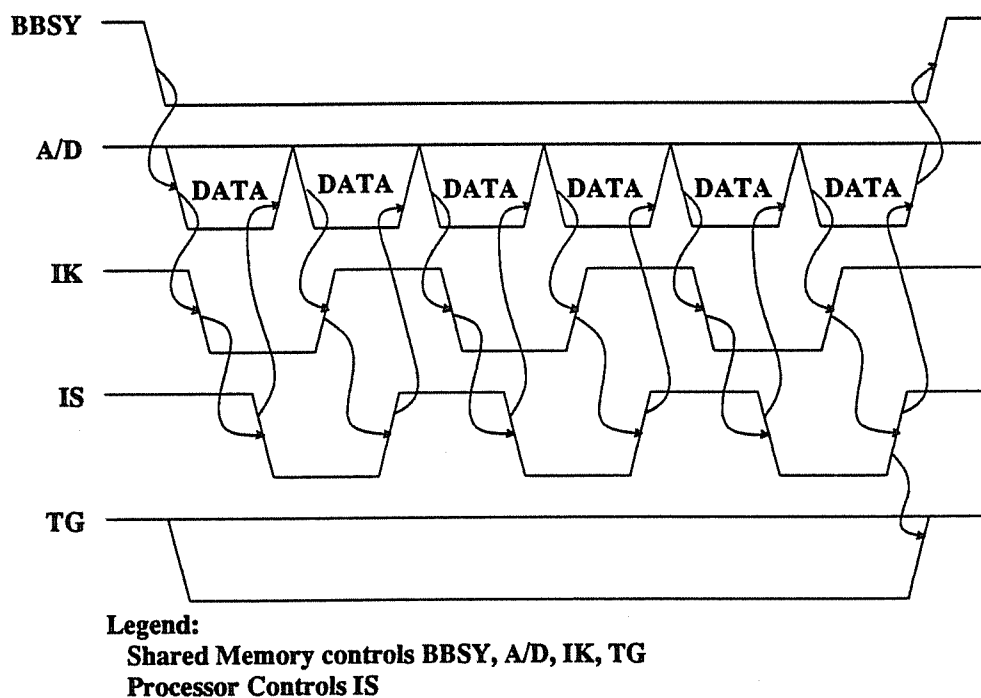 BBSY
A/D
DATA DATA DATA DATA DATA DATA
IK
IS
TG
Legend:
Shared Memory controls BBSY, A/D, IK, TG
Processor Controls IS